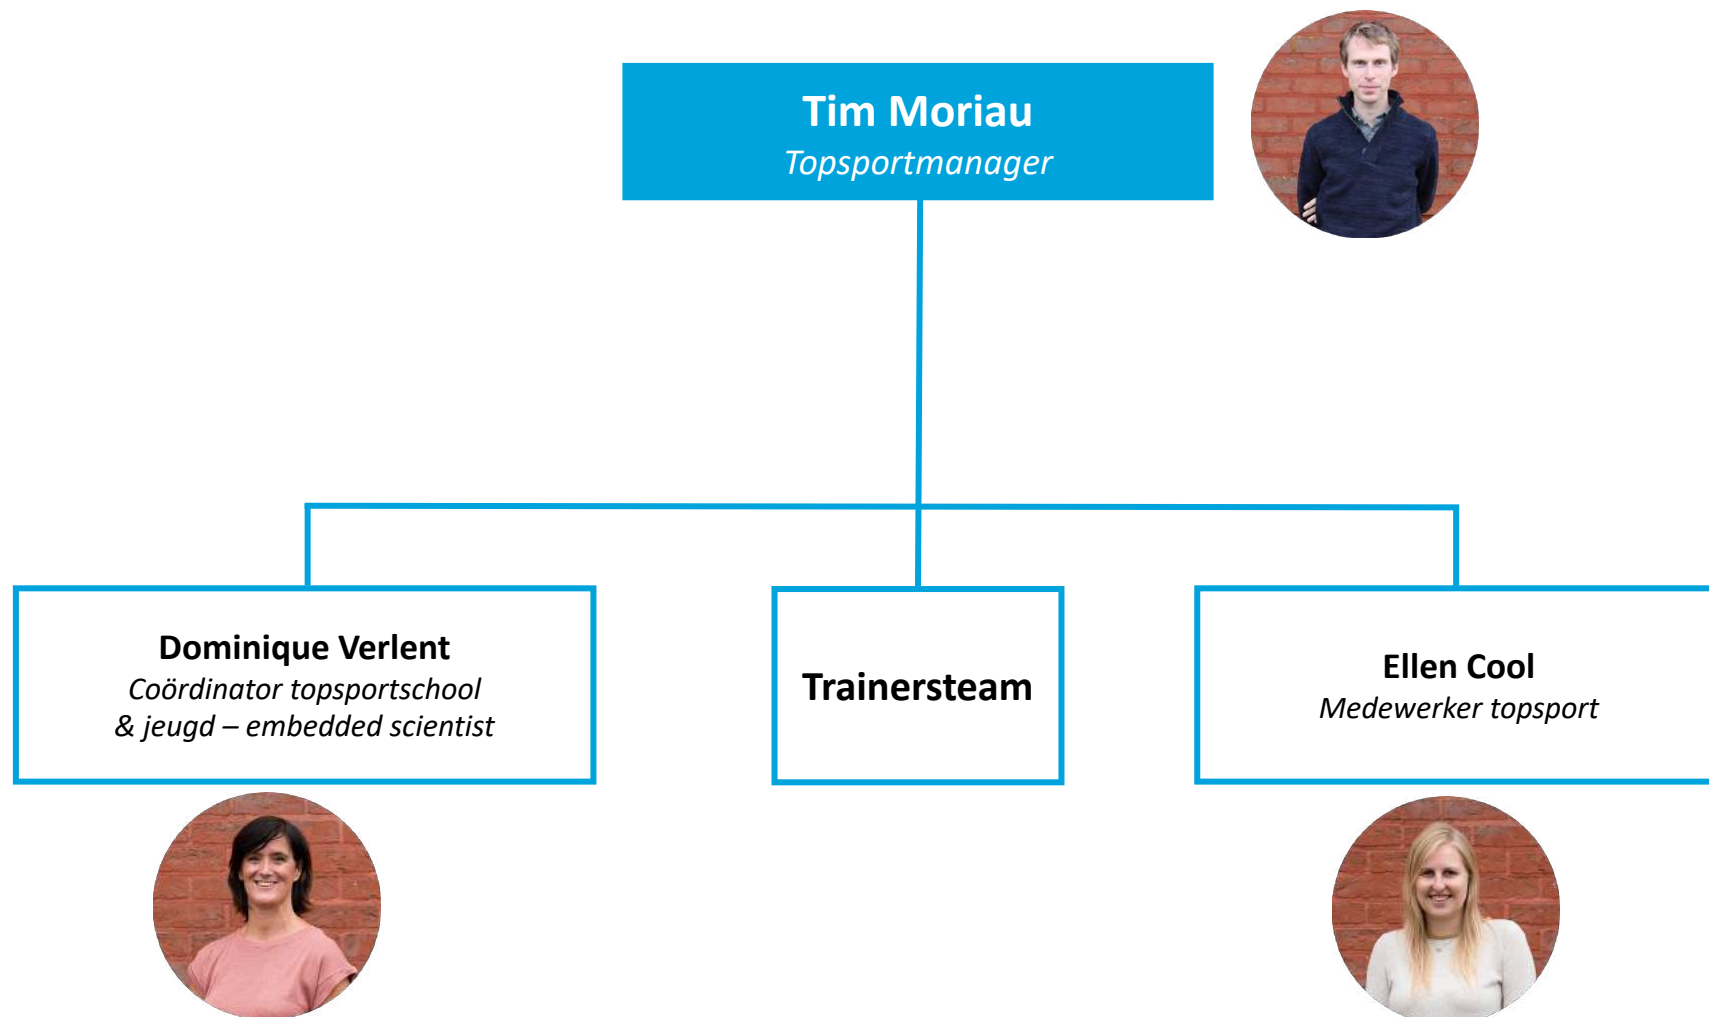 Tim Moriau
Topsportmanager
Dominique Verlent
Coördinator topsportschool
& jeugd – embedded scientist
Trainersteam
Ellen Cool
Medewerker topsport